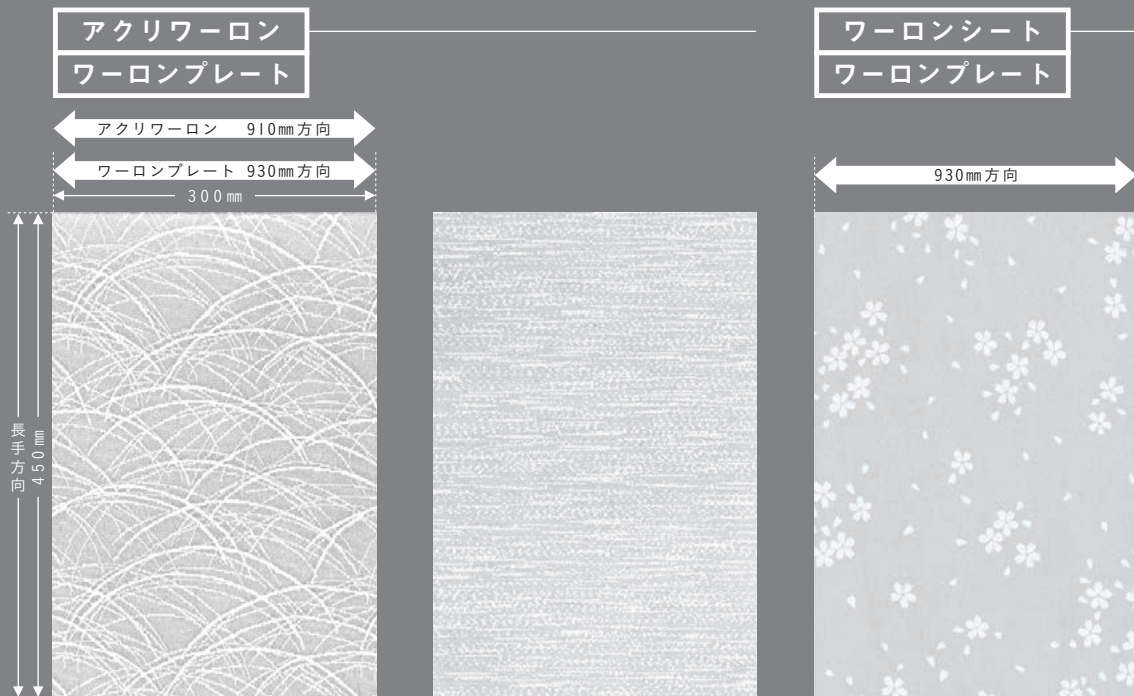 アクリワーロン
ワーロンプレート
アクリワーロン 910㎜方向
ワーロンプレート 930㎜方向
300㎜
長手方向
450㎜
ワーロンシート
ワーロンプレート
930㎜方向